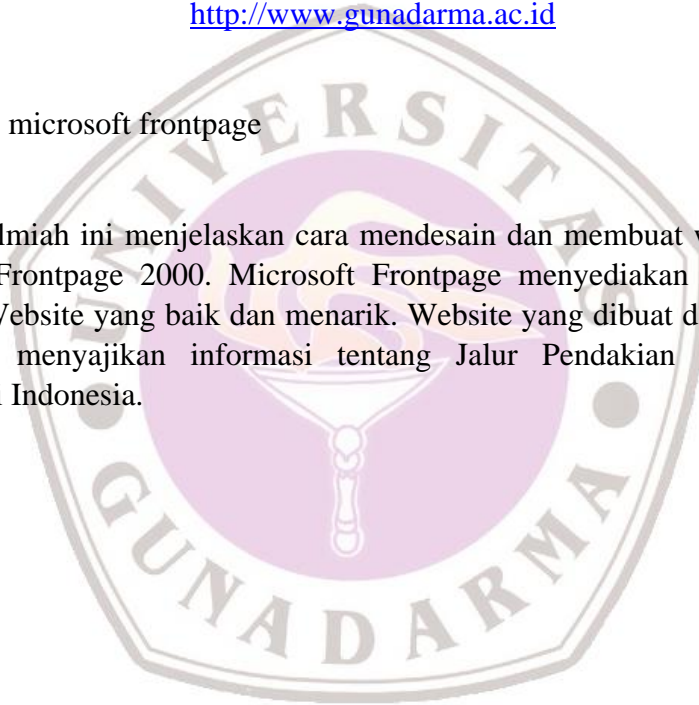 http://www.gunadarma.ac.id
microsoft frontpage
lmiah ini menjelaskan cara mendesain dan membuat
Frontpage 2000. Microsoft Frontpage menyediakan
Website yang baik dan menarik. Website yang dibuat
menyajikan informasi tentang Jalur Pendakian
i Indonesia.
UNIVERSITAS
GUNADARMA